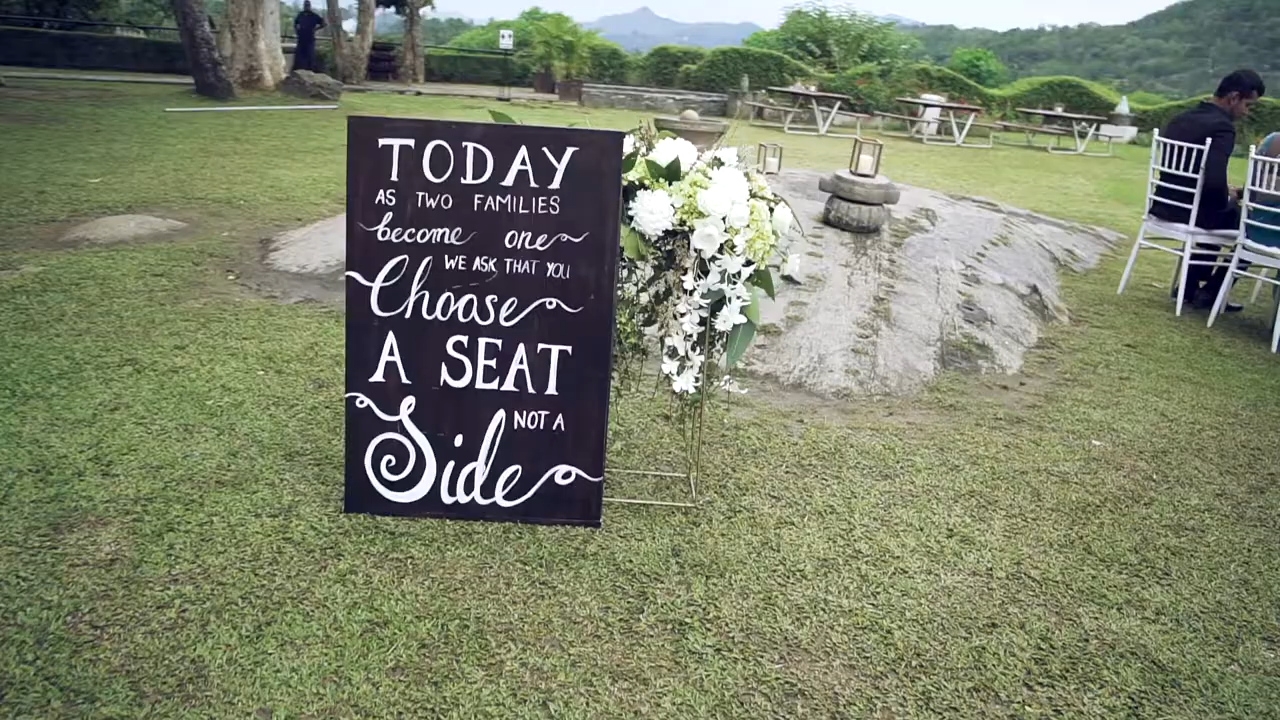 TODAY
AS TWO FAMILIES
become one
WE ASK THAT YOU
Choose
A SEAT
NOT A
Side